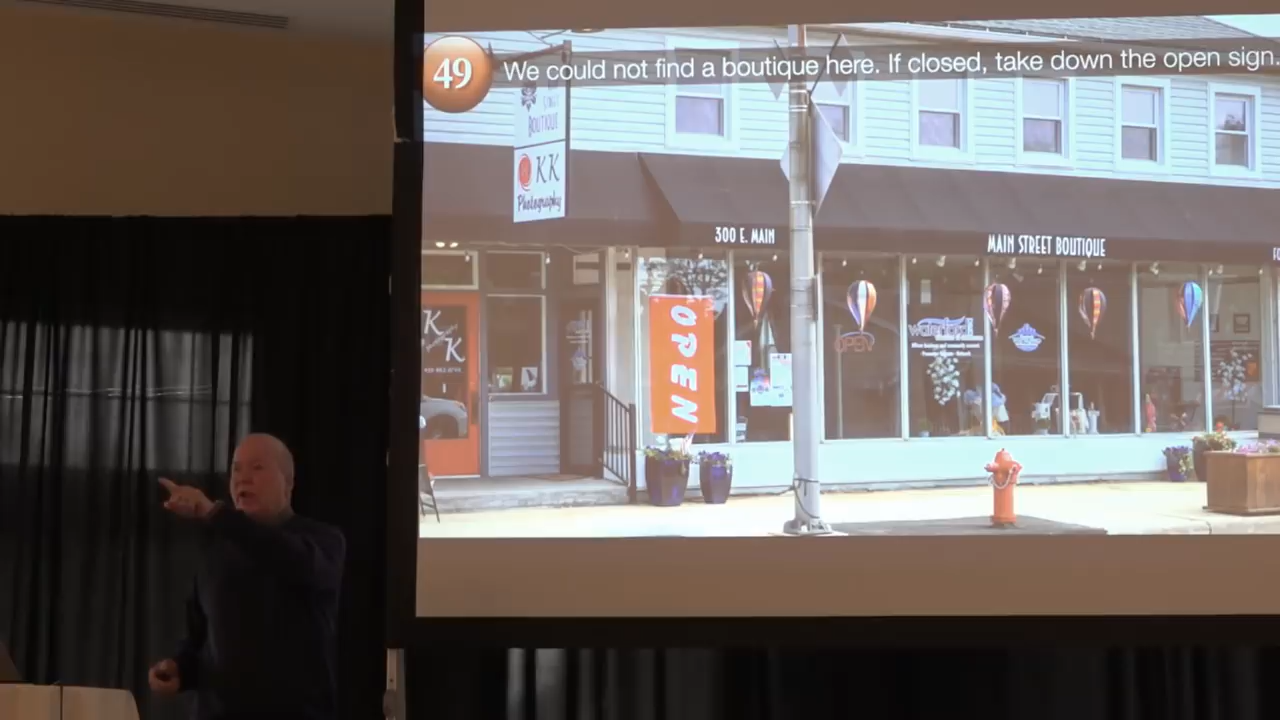 49
We could not find a boutique here. If closed, take down the open sign.
BOUTIQUE
KK
Photography
300 E. MAIN
MAIN STREET BOUTIQUE
K
K
OPEN
OPEN
waterford